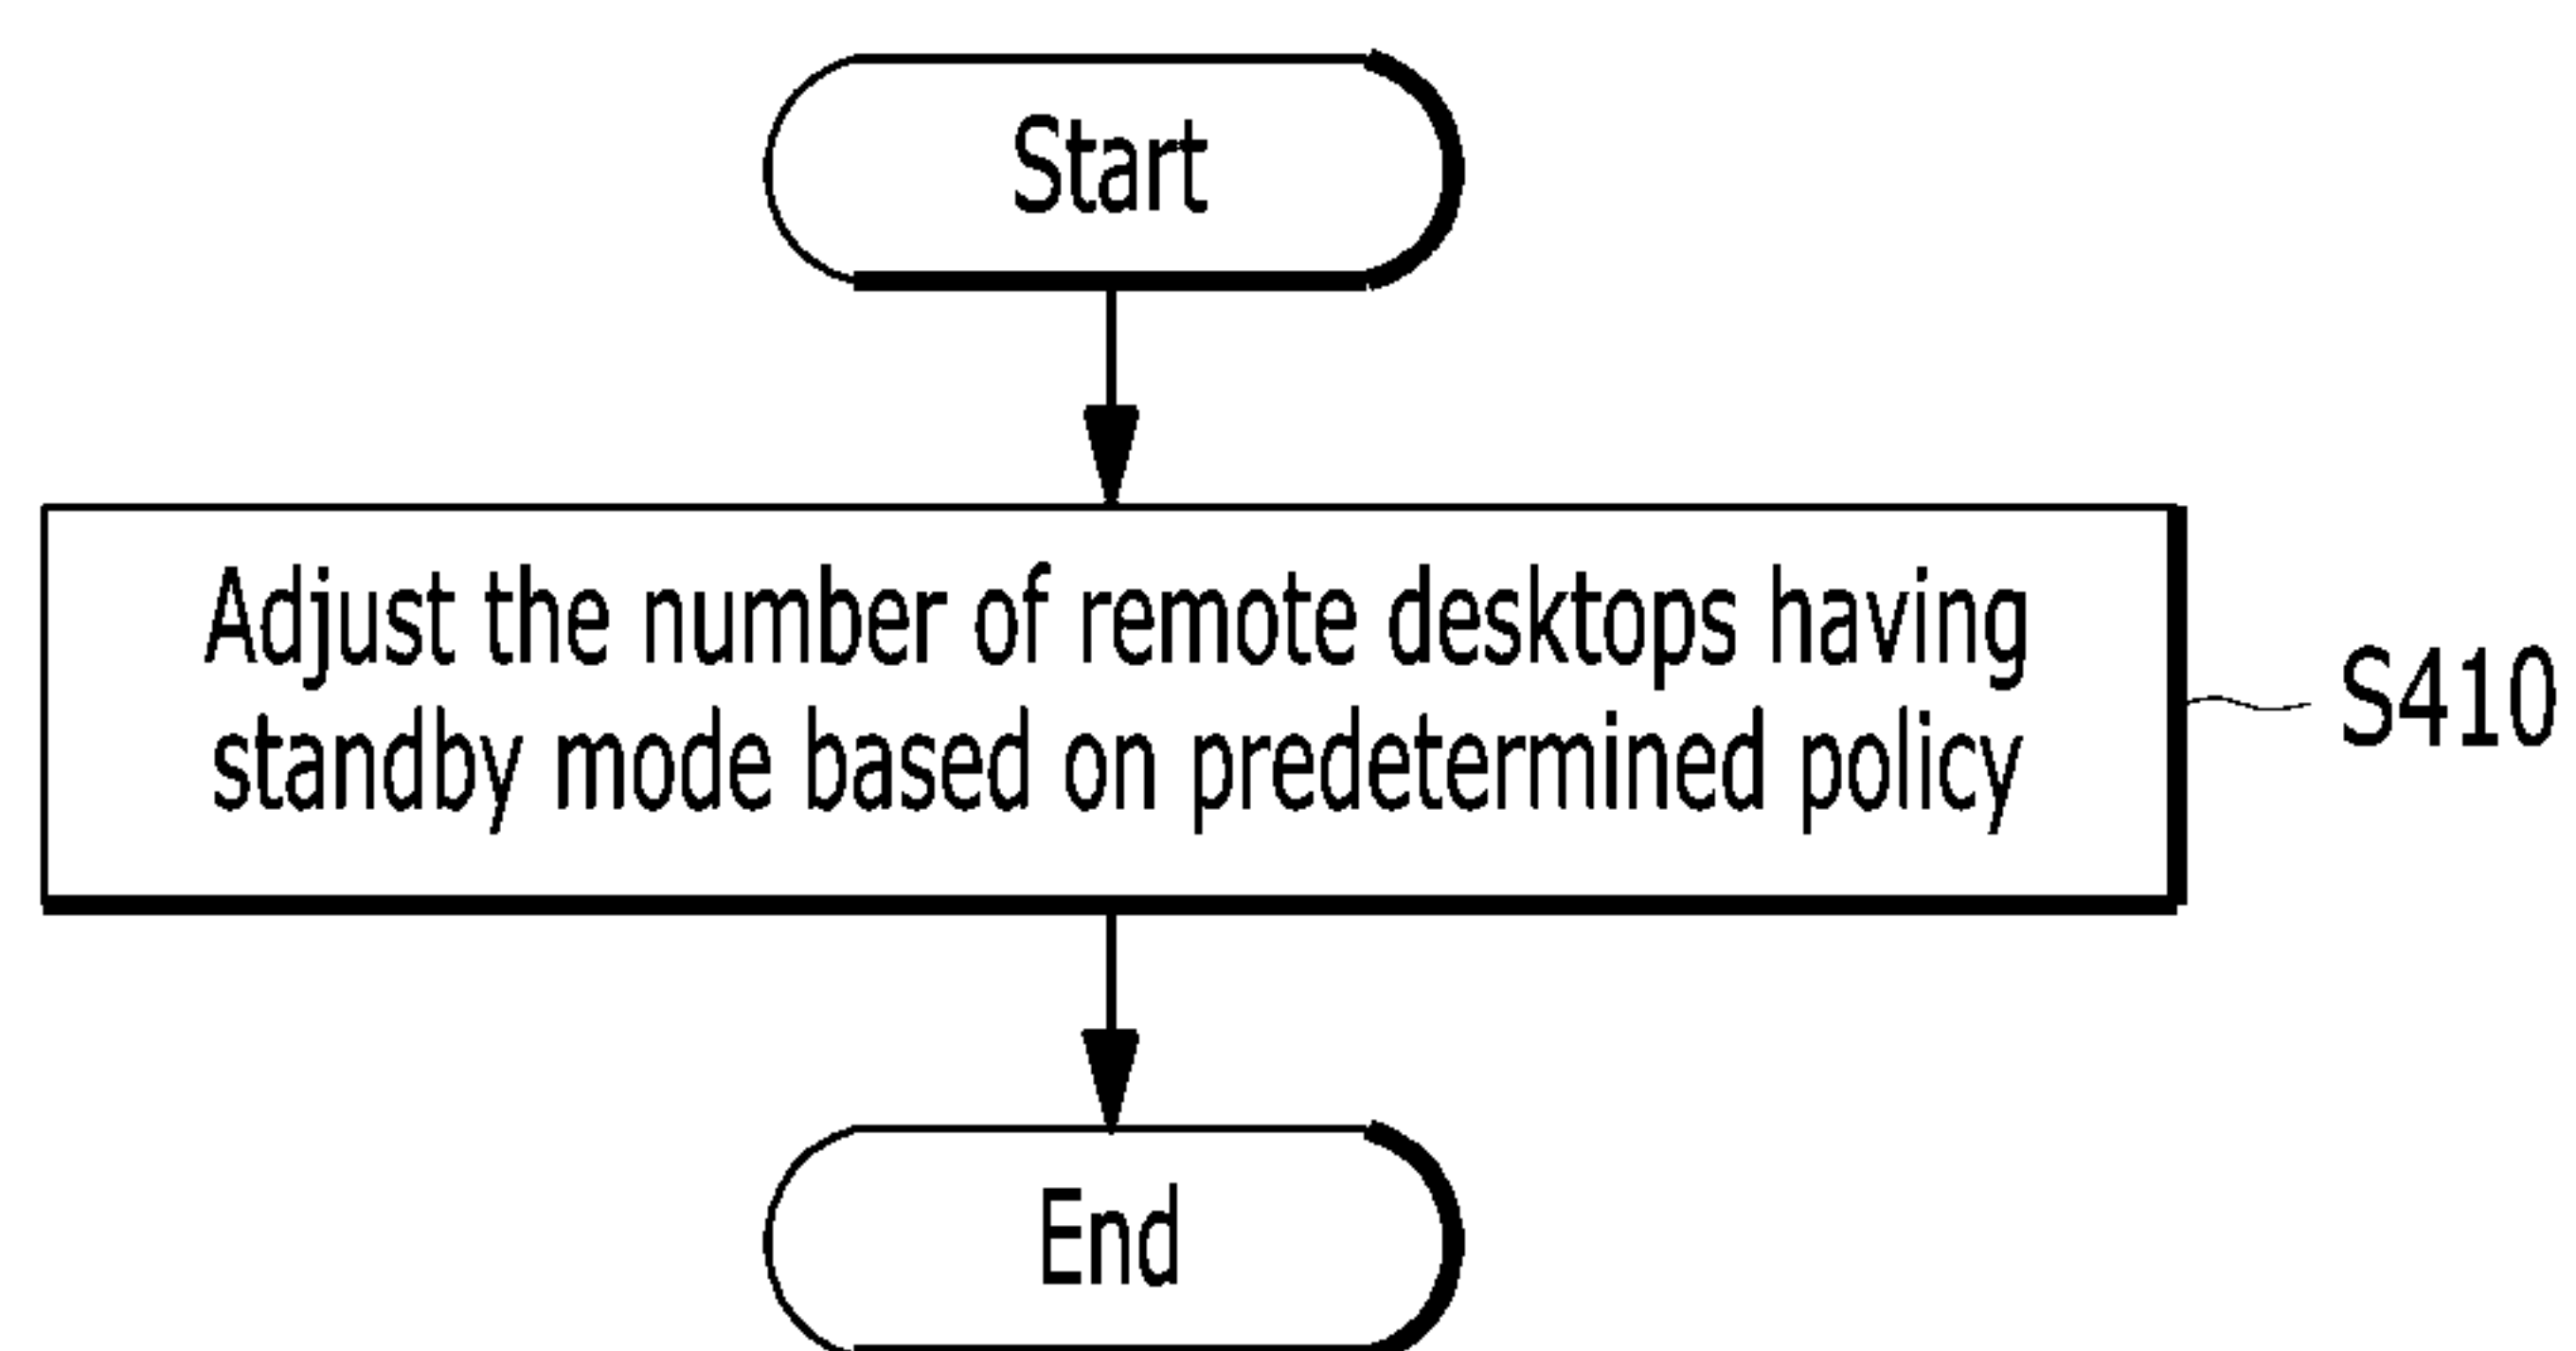 Start
Adjust the number of remote desktops having
standby mode based on predetermined policy
S410
End